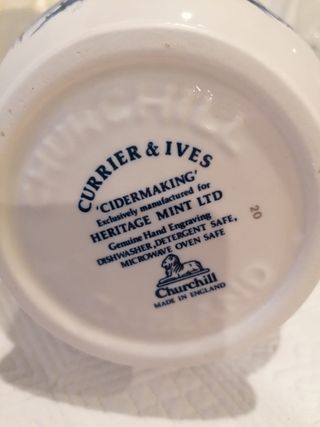 CHURCHILL
CURRIER & IVES
'CIDERMAKING'
Exclusively manufactured for
HERITAGE MINT LTD
Genuine Hand Engraving
DISHWASHER, DETERGENT SAFE,
MICROWAVE OVEN SAFE
Churchill
MADE IN ENGLAND
20